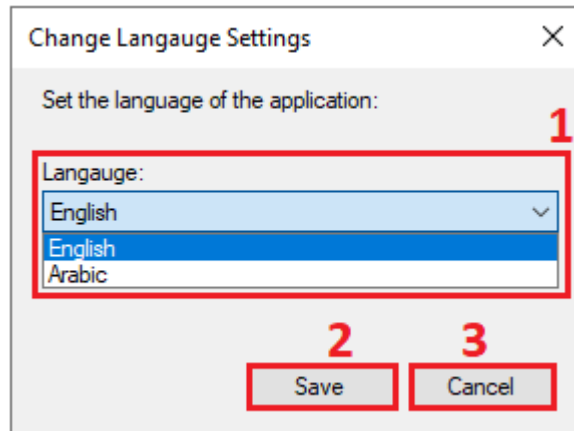 Change Langauge Settings
Set the language of the application:
1
Langauge:
English
English
Arabic
2 3
Save Cancel